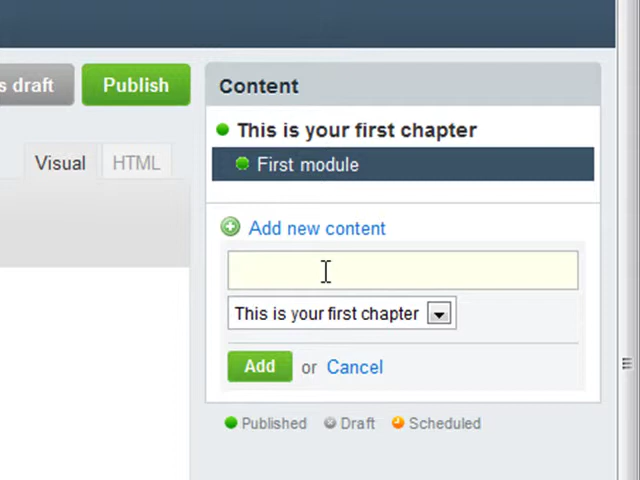 s draft
Publish
Content
This is your first chapter
First module
Visual
HTML
Add new content
This is your first chapter
Add or Cancel
Published Draft Scheduled